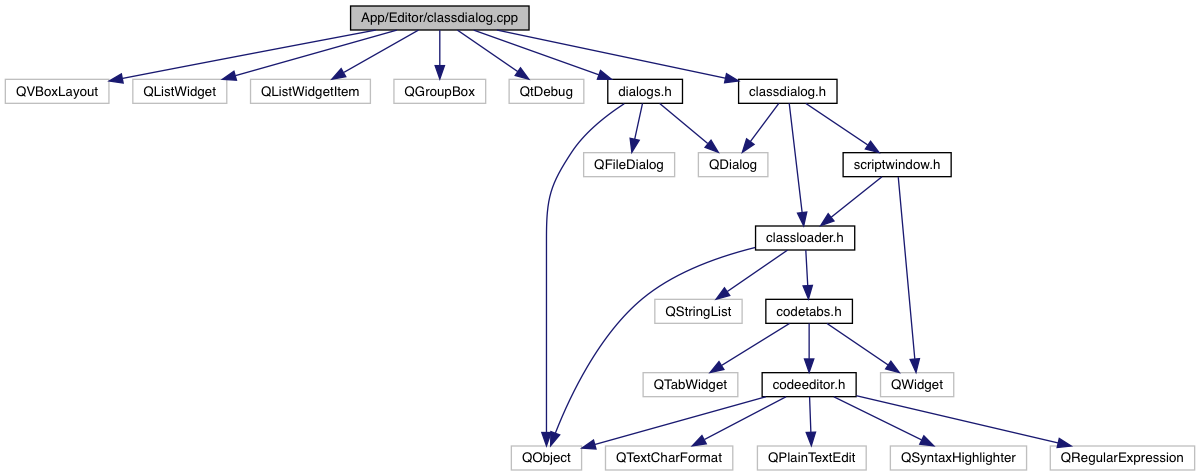 App/Editor/classdialog.cpp
QVBoxLayout
QListWidget
QListWidgetItem
QGroupBox
QtDebug
dialogs.h
classdialog.h
QFileDialog
QDialog
scriptwindow.h
classloader.h
QStringList
codetabs.h
QTabWidget
codeeditor.h
QWidget
QObject
QTextCharFormat
QPlainTextEdit
QSyntaxHighlighter
QRegularExpression